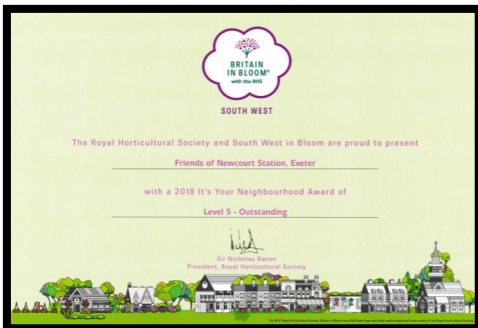 BRITAIN
IN BLOOM®
with the RHS
SOUTH WEST
The Royal Horticultural Society and South West in Bloom are proud to present
Friends of Newcourt Station, Exeter
with a 2018 It's Your Neighbourhood Award of
Level 5 - Outstanding
Sir Nicholas Bacon
President, Royal Horticultural Society